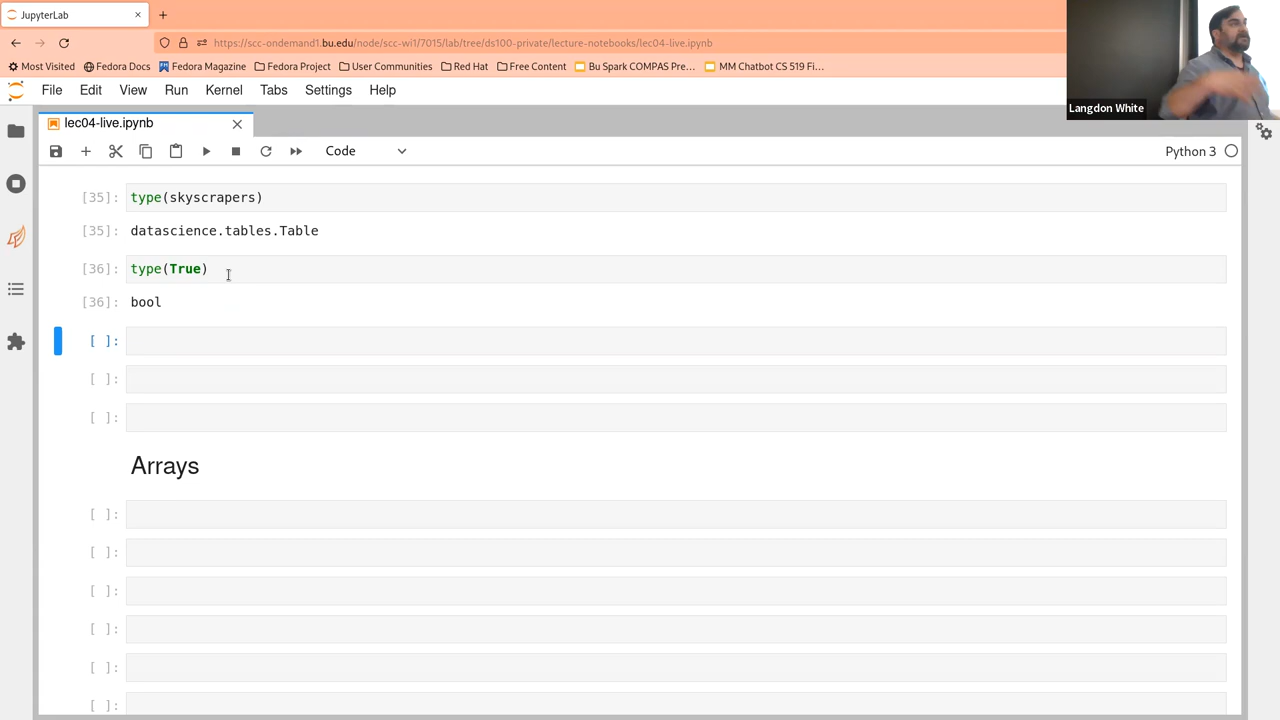 JupyterLab
https://scc-ondemand1.bu.edu/node/scc-wi1/7015/lab/tree/ds100-private/lecture-notebooks/lec04-live.ipynb
Most Visited Fedora Docs Fedora Magazine Fedora Project User Communities Red Hat Free Content Bu Spark COMPAS Pre… MM Chatbot CS 519 Fi…
Langdon White
File Edit View Run Kernel Tabs Settings Help
lec04-live.ipynb
Code Python 3
[35]: type(skyscrapers)
[35]: datascience.tables.Table
[36]: type(True)
[36]: bool
[ ]:
[ ]:
[ ]:
Arrays
[ ]:
[ ]:
[ ]:
[ ]:
[ ]:
[ ]: